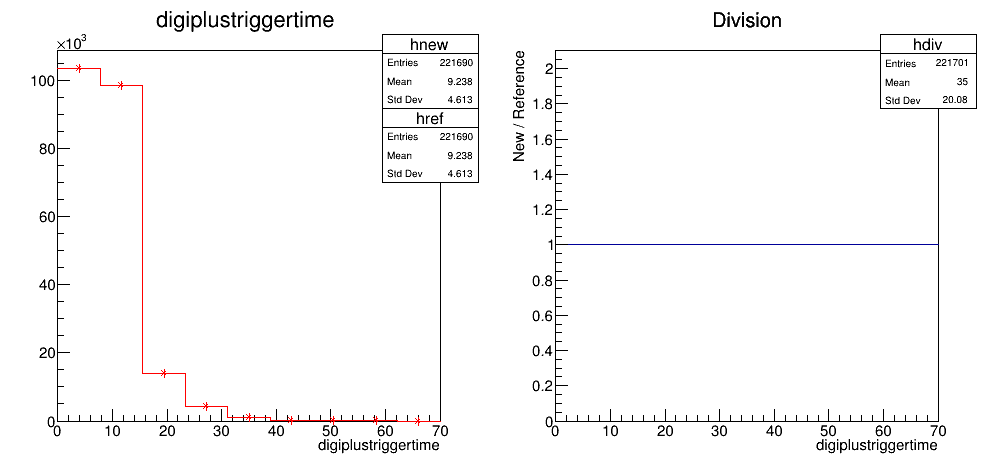 digiplustriggertime
×10³
hnew
Entries 221690
Mean 9.238
Std Dev 4.613
href
Entries 221690
Mean 9.238
Std Dev 4.613
100
80
60
40
20
0
0 10 20 30 40 50 60 70
digiplustriggertime
Division
hdiv
Entries 221701
Mean 35
Std Dev 20.08
New / Reference
2
1.8
1.6
1.4
1.2
1
0.8
0.6
0.4
0.2
0
0 10 20 30 40 50 60 70
digiplustriggertime